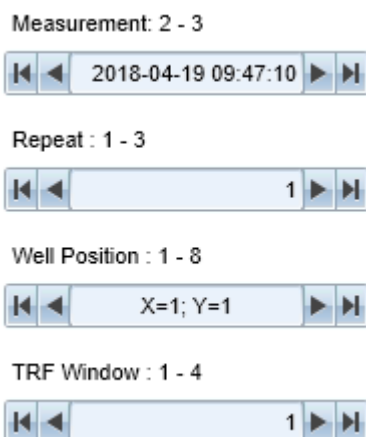 Measurement: 2 - 3
2018-04-19 09:47:10
Repeat : 1 - 3
1
Well Position : 1 - 8
X=1; Y=1
TRF Window : 1 - 4
1